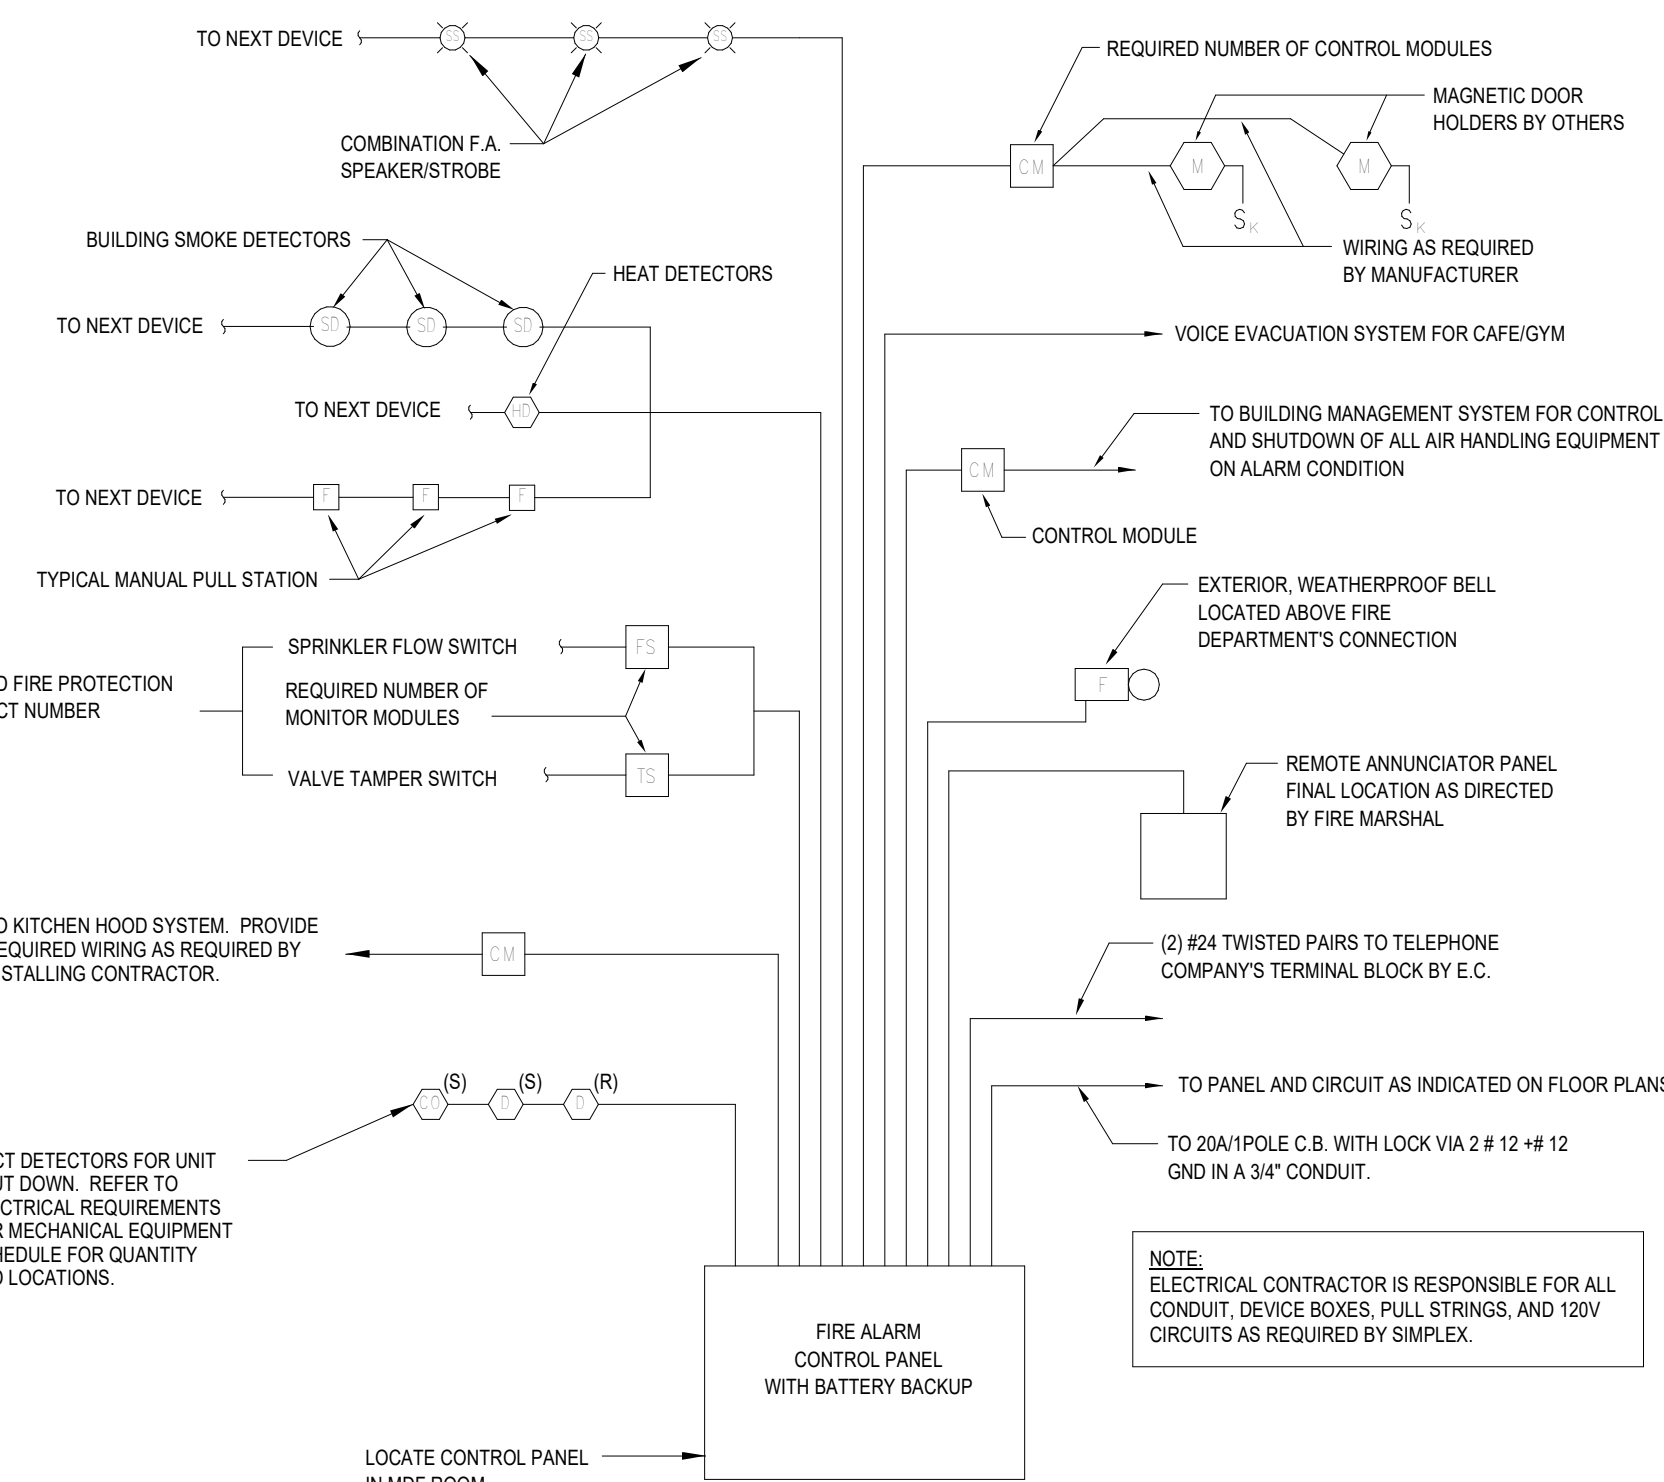 TO NEXT DEVICE
SS SS SS
COMBINATION F.A.
SPEAKER/STROBE
REQUIRED NUMBER OF CONTROL MODULES
MAGNETIC DOOR
HOLDERS BY OTHERS
CM
M
M
SK
SK
WIRING AS REQUIRED
BY MANUFACTURER
BUILDING SMOKE DETECTORS
HEAT DETECTORS
TO NEXT DEVICE
SD SD SD
TO NEXT DEVICE
HD
TO NEXT DEVICE
F F F
TYPICAL MANUAL PULL STATION
VOICE EVACUATION SYSTEM FOR CAFE/GYM
TO BUILDING MANAGEMENT SYSTEM FOR CONTROL
AND SHUTDOWN OF ALL AIR HANDLING EQUIPMENT
ON ALARM CONDITION
CM
CONTROL MODULE
SPRINKLER FLOW SWITCH
FS
FIRE PROTECTION
NUMBER
REQUIRED NUMBER OF
MONITOR MODULES
VALVE TAMPER SWITCH
TS
EXTERIOR, WEATHERPROOF BELL
LOCATED ABOVE FIRE
DEPARTMENT'S CONNECTION
F
REMOTE ANNUNCIATOR PANEL
FINAL LOCATION AS DIRECTED
BY FIRE MARSHAL
O KITCHEN HOOD SYSTEM. PROVIDE
EQUIRED WIRING AS REQUIRED BY
STALLING CONTRACTOR.
CM
(2) #24 TWISTED PAIRS TO TELEPHONE
COMPANY'S TERMINAL BLOCK BY E.C.
(S) (S) (R)
CO D D
CT DETECTORS FOR UNIT
UT DOWN. REFER TO
ECTRICAL REQUIREMENTS
R MECHANICAL EQUIPMENT
HEDULE FOR QUANTITY
LOCATIONS.
TO PANEL AND CIRCUIT AS INDICATED ON FLOOR PLANS
TO 20A/1POLE C.B. WITH LOCK VIA 2 # 12 +# 12
GND IN A 3/4" CONDUIT.
NOTE:
ELECTRICAL CONTRACTOR IS RESPONSIBLE FOR ALL
CONDUIT, DEVICE BOXES, PULL STRINGS, AND 120V
CIRCUITS AS REQUIRED BY SIMPLEX.
FIRE ALARM
CONTROL PANEL
WITH BATTERY BACKUP
LOCATE CONTROL PANEL
IN MDF ROOM